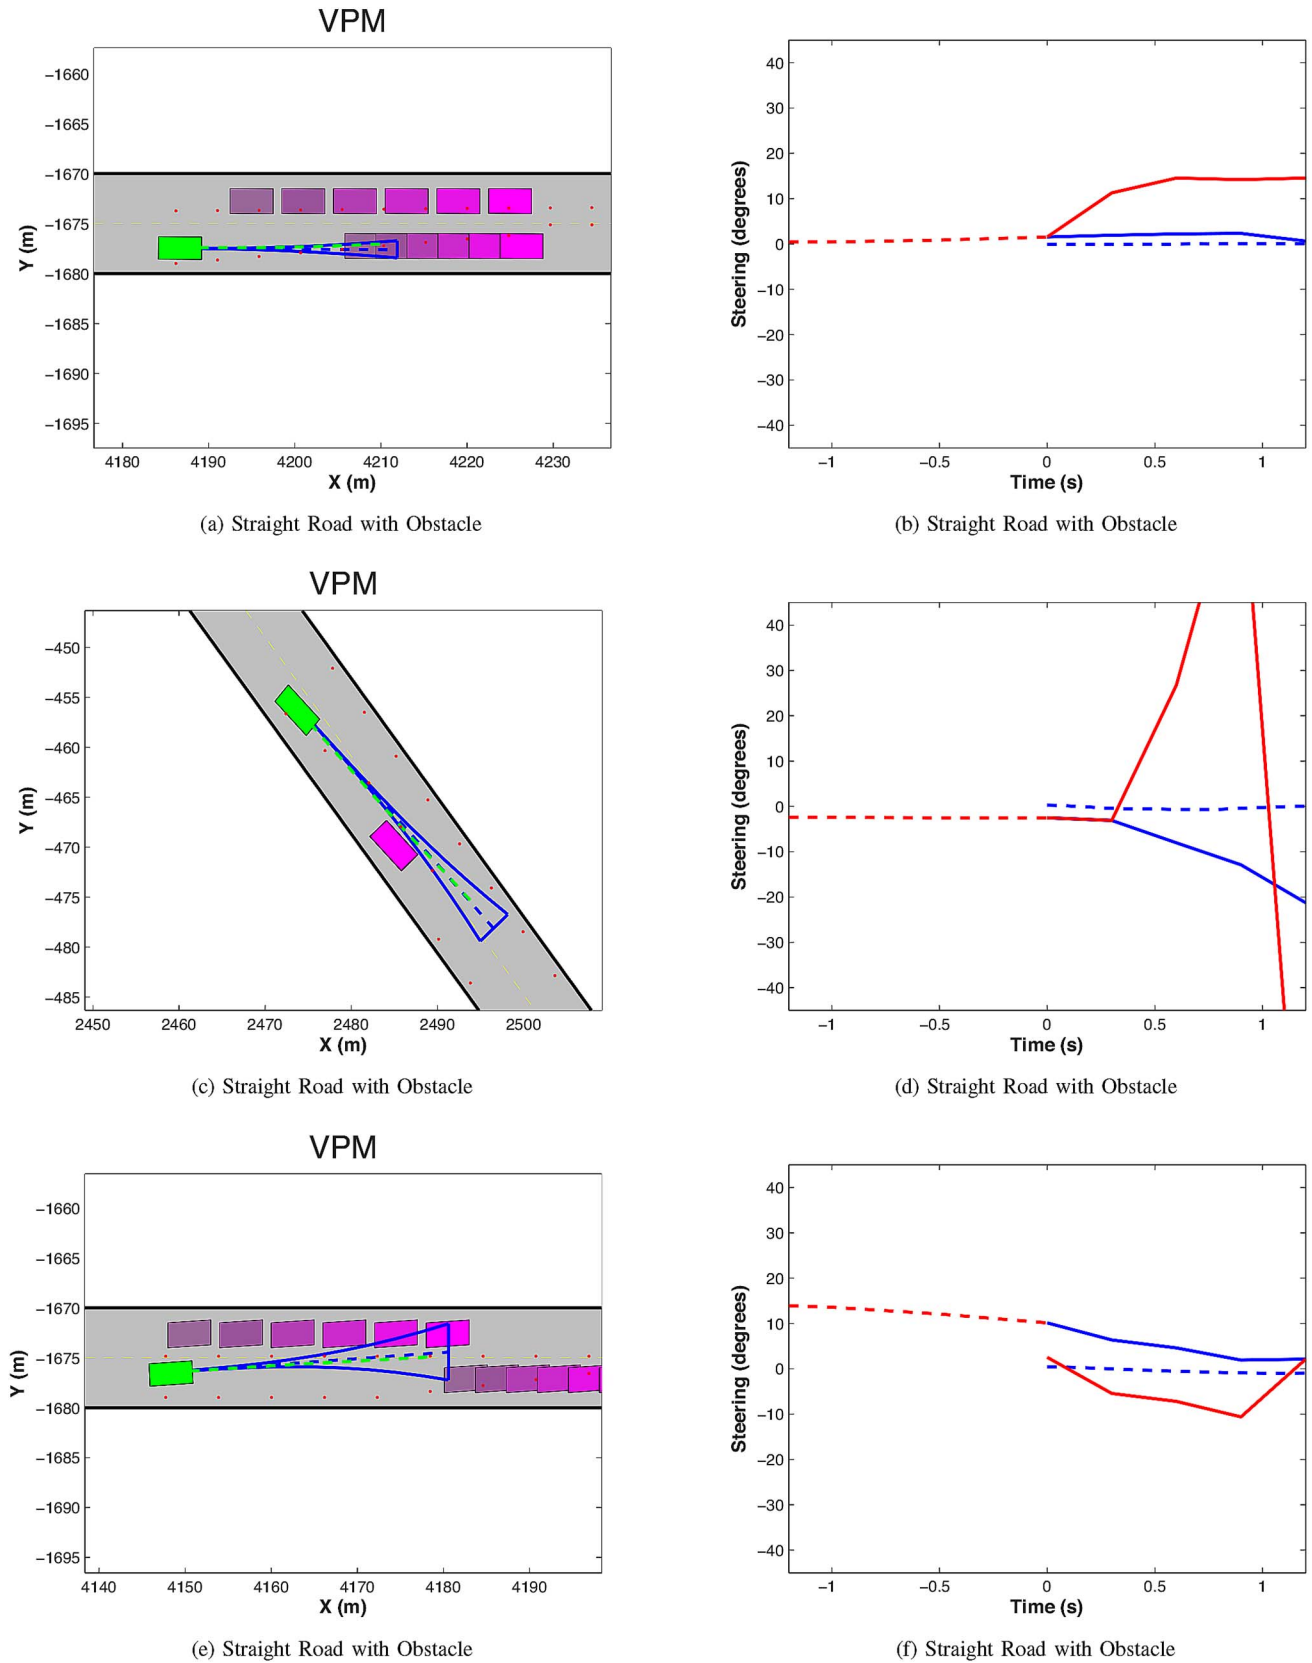 VPM
−1660
−1665
−1670
−1675
−1680
−1685
−1690
−1695
Y (m)
4180 4190 4200 4210 4220 4230
X (m)
(a) Straight Road with Obstacle
40
30
20
10
0
−10
−20
−30
−40
Steering (degrees)
−1 −0.5 0 0.5 1
Time (s)
(b) Straight Road with Obstacle
VPM
−450
−455
−460
−465
−470
−475
−480
−485
Y (m)
2450 2460 2470 2480 2490 2500
X (m)
(c) Straight Road with Obstacle
40
30
20
10
0
−10
−20
−30
−40
Steering (degrees)
−1 −0.5 0 0.5 1
Time (s)
(d) Straight Road with Obstacle
VPM
−1660
−1665
−1670
−1675
−1680
−1685
−1690
−1695
Y (m)
4140 4150 4160 4170 4180 4190
X (m)
(e) Straight Road with Obstacle
40
30
20
10
0
−10
−20
−30
−40
Steering (degrees)
−1 −0.5 0 0.5 1
Time (s)
(f) Straight Road with Obstacle